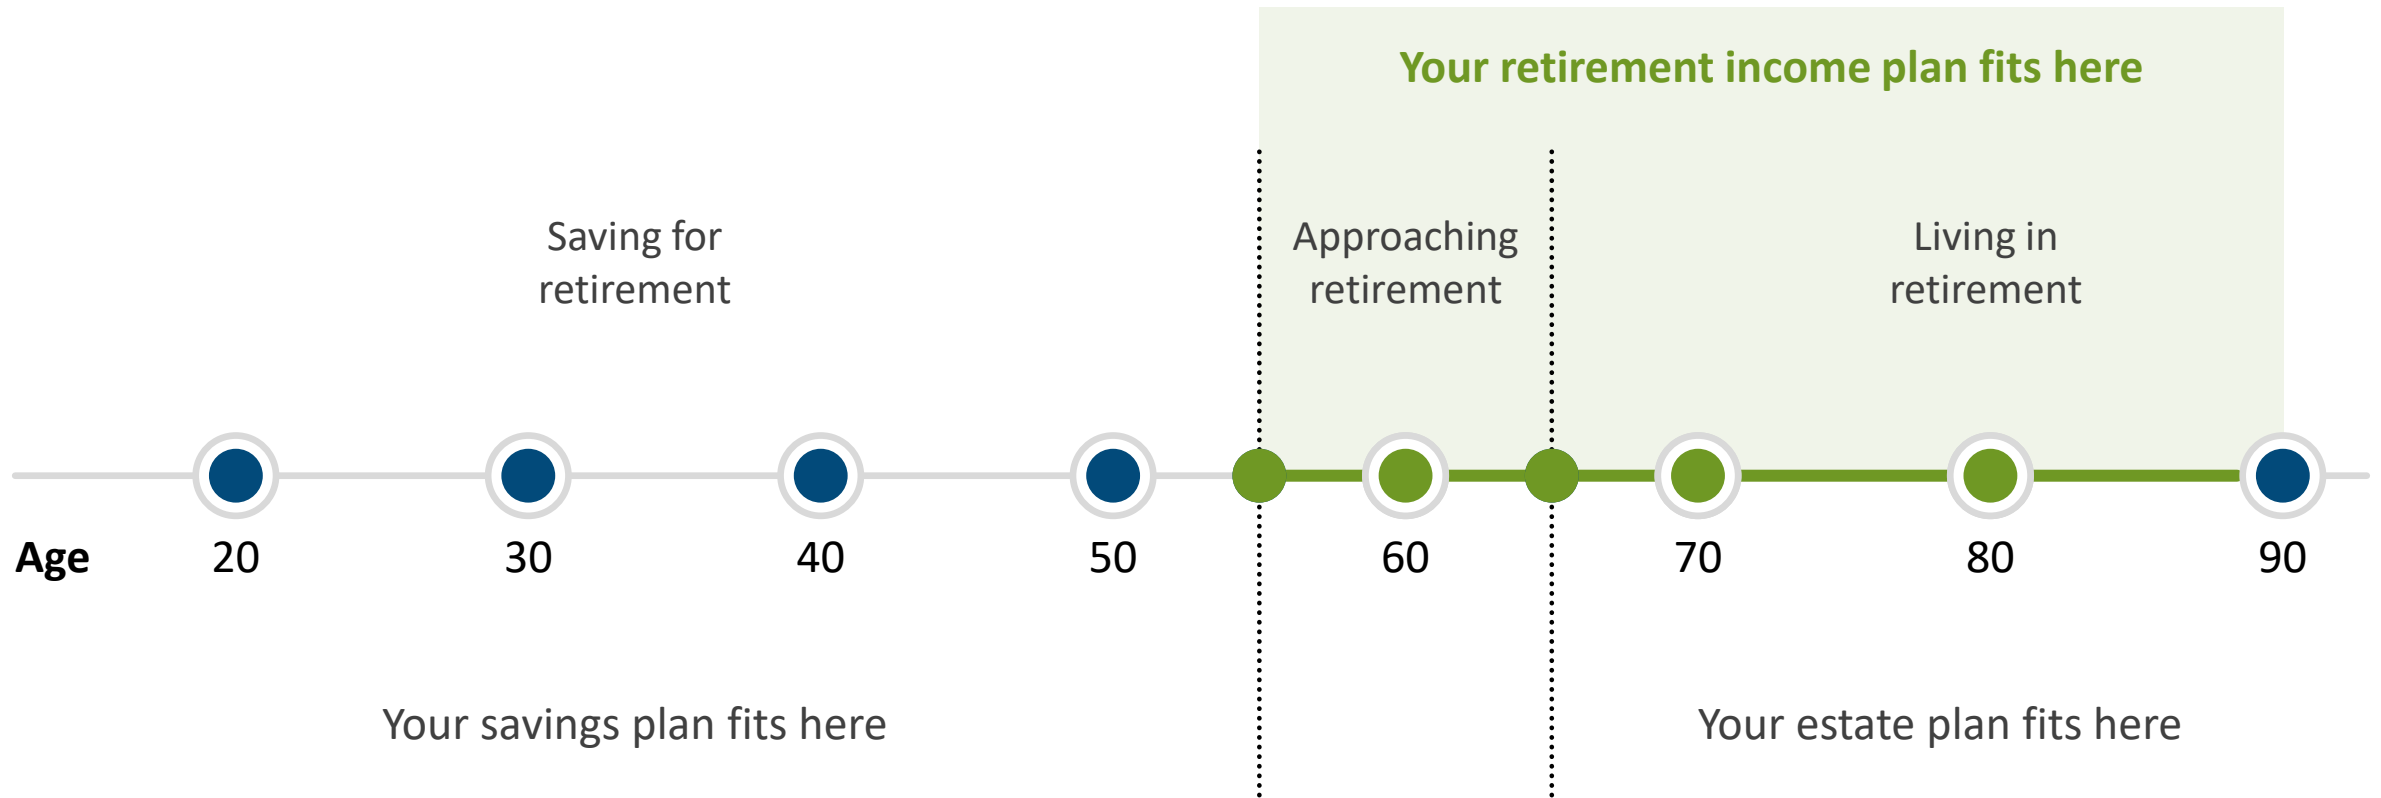 Your retirement income plan fits here
Saving for
retirement
Approaching
retirement
Living in
retirement
Age 20 30 40 50 60 70 80 90
Your savings plan fits here
Your estate plan fits here